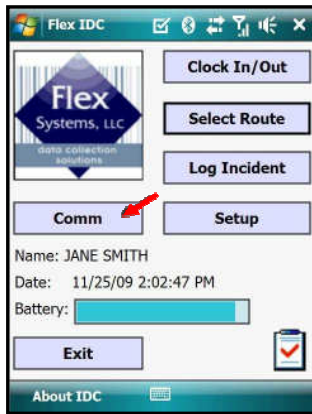 Flex IDC
Clock In/Out
Flex
Systems, LLC
data collection
solutions
Select Route
Log Incident
Comm
Setup
Name: JANE SMITH
Date: 11/25/09 2:02:47 PM
Battery:
Exit
About IDC